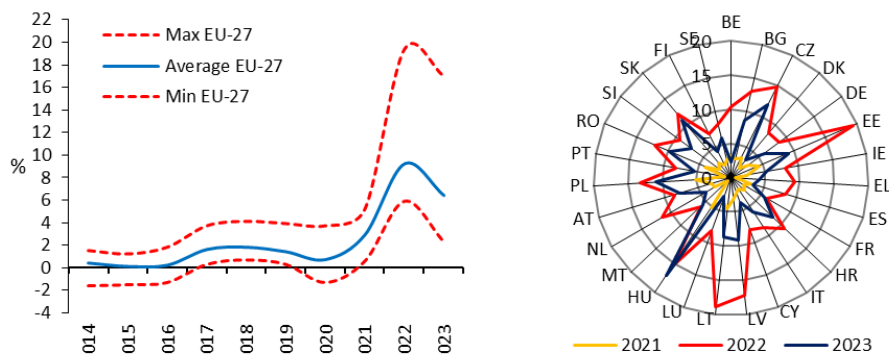 22
20
18
16
14
12
10
8
6
4
2
0
-2
-4
%
Max EU-27
Average EU-27
Min EU-27
014
015
016
017
018
019
020
021
022
023
BE
BG
CZ
DK
DE
EE
IE
EL
ES
FR
HR
IT
CY
LV
LT
LU
HU
MT
NL
AT
PL
PT
RO
SI
SK
FI
SE
20
15
10
5
0
2021
2022
2023